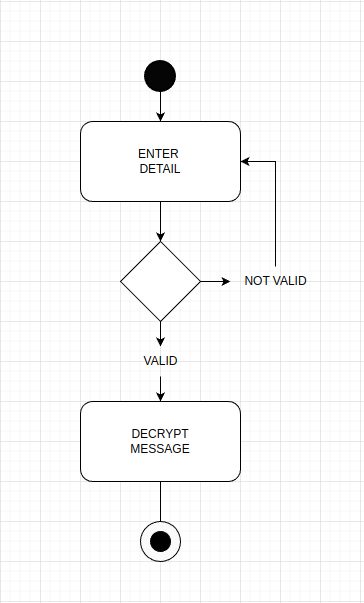 ENTER
DETAIL
NOT VALID
VALID
DECRYPT
MESSAGE